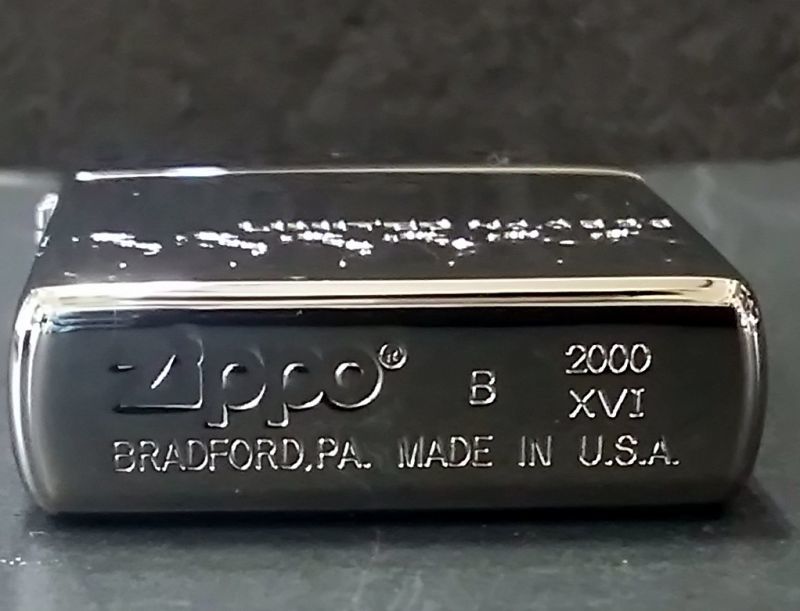 Zippo® B 2000
XVI
BRADFORD,PA. MADE IN U.S.A.